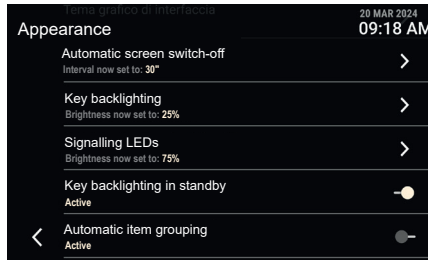 Tema grafico di interfaccia
20 MAR 2024
Appearance
09:18 AM
Automatic screen switch-off
Interval now set to: 30"
Key backlighting
Brightness now set to: 25%
Signalling LEDs
Brightness now set to: 75%
Key backlighting in standby
Active
Automatic item grouping
Active